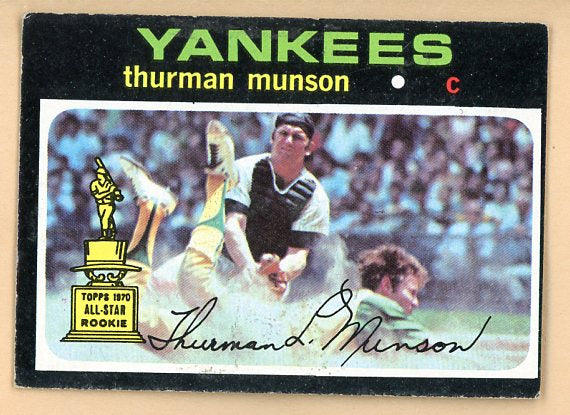 YANKEES
thurman munson • c
TOPPS 1970
ALL-STAR
ROOKIE
Thurman L. Munson